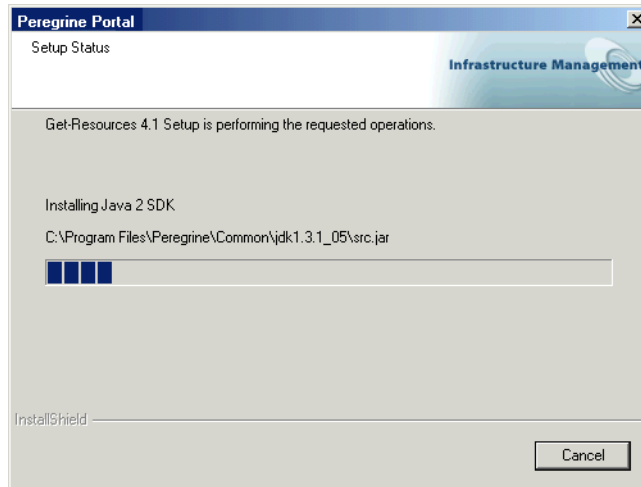 Peregrine Portal
Setup Status
Infrastructure Management
Get-Resources 4.1 Setup is performing the requested operations.
Installing Java 2 SDK
C:\Program Files\Peregrine\Common\jdk1.3.1_05\src.jar
InstallShield
Cancel